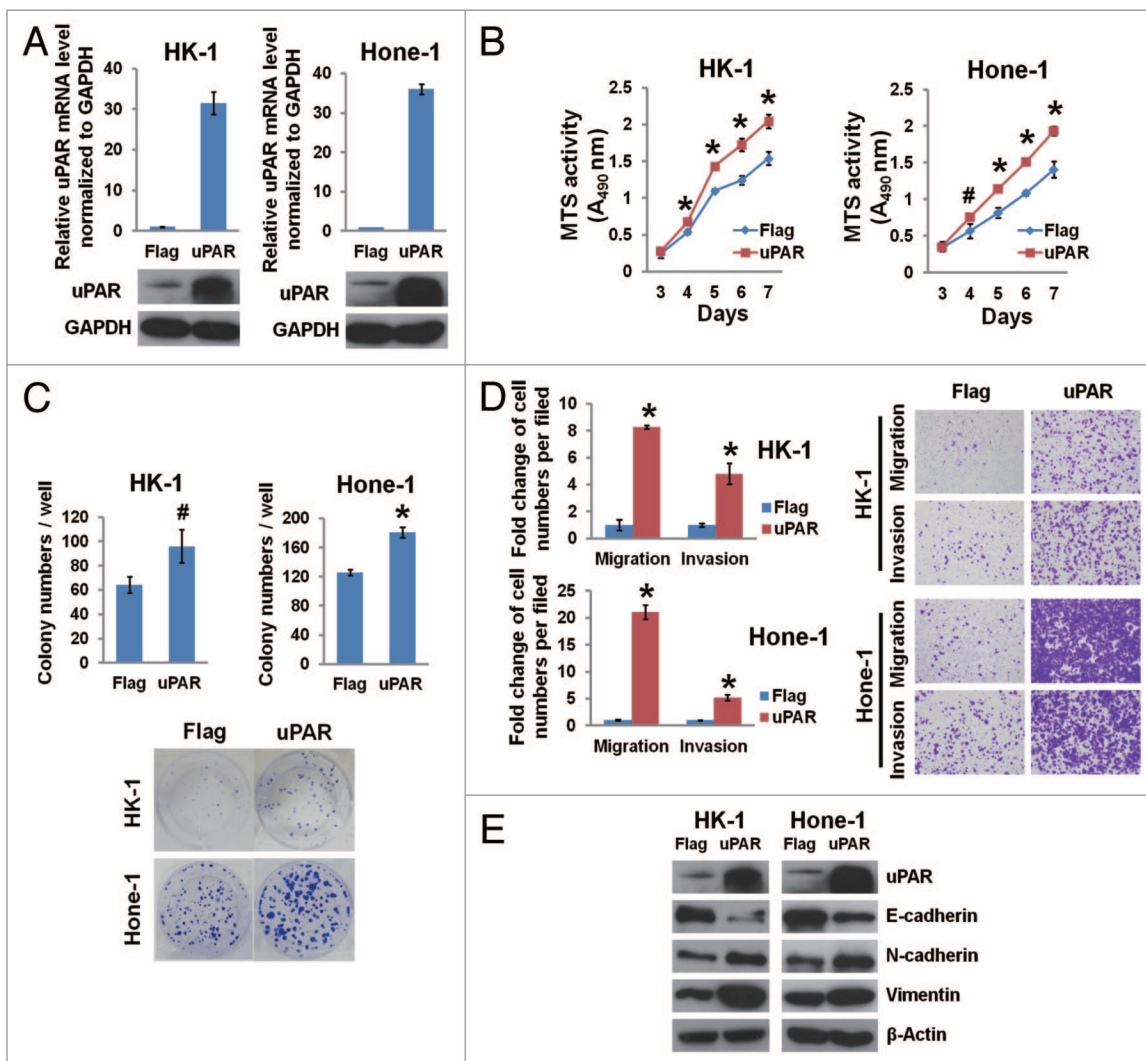 A
HK-1
Hone-1
Relative uPAR mRNA level
normalized to GAPDH
40
30
20
10
0
Flag uPAR
Relative uPAR mRNA level
normalized to GAPDH
40
30
20
10
0
Flag uPAR
uPAR
GAPDH
uPAR
GAPDH
B
HK-1
Hone-1
MTS activity
(A490 nm)
2.5
2
1.5
1
0.5
0
* * * *
Flag
uPAR
3 4 5 6 7
Days
MTS activity
(A490 nm)
2.5
2
1.5
1
0.5
0
# * * *
Flag
uPAR
3 4 5 6 7
Days
C
HK-1
Colony numbers / well
120
100
80
60
40
20
0
#
Flag uPAR
Hone-1
Colony numbers / well
200
160
120
80
40
0
*
Flag uPAR
Flag uPAR
HK-1
Hone-1
D
Fold change of cell
numbers per filed
10
8
6
4
2
0
* *
HK-1
Flag
uPAR
Migration Invasion
Fold change of cell
numbers per filed
25
20
15
10
5
0
* *
Hone-1
Flag
uPAR
Migration Invasion
Flag uPAR
HK-1
Migration
Invasion
Hone-1
Migration
Invasion
E
HK-1 Hone-1
Flag uPAR Flag uPAR
uPAR
E-cadherin
N-cadherin
Vimentin
β-Actin